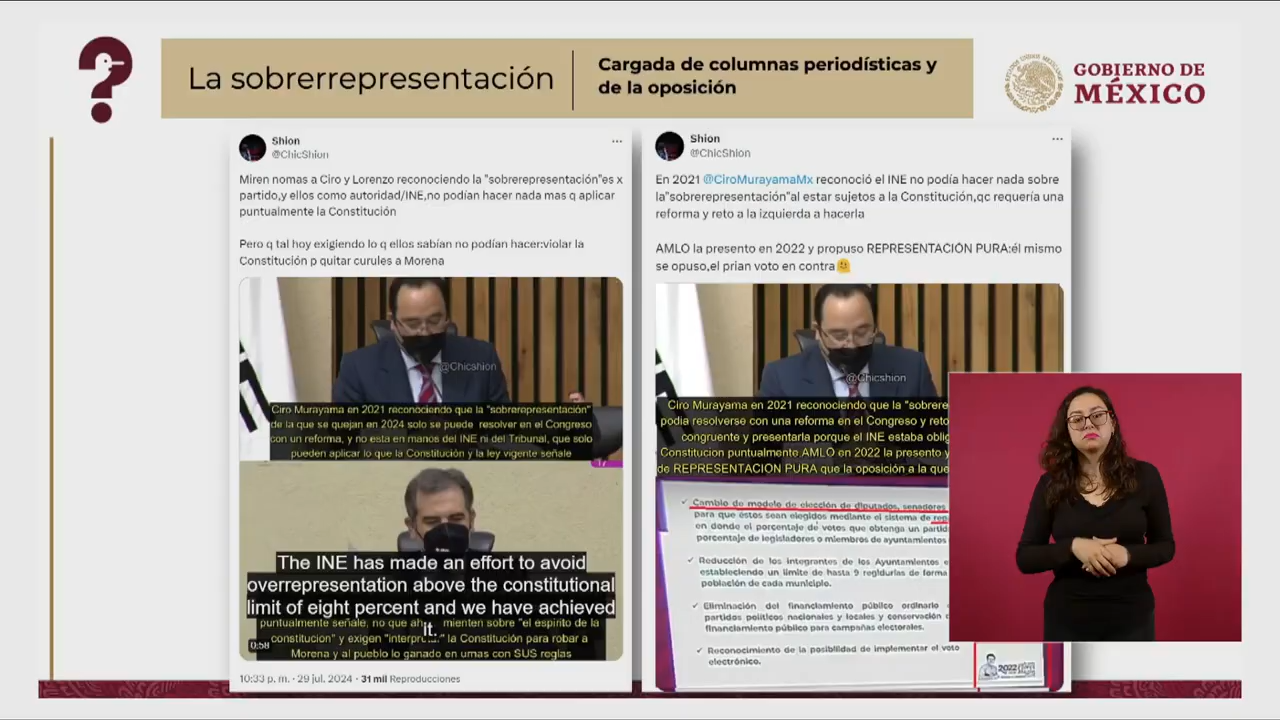 La sobrerrepresentación
Cargada de columnas periodísticas y
de la oposición
GOBIERNO DE
MÉXICO
Shion
@ChicShion
Miren nomas a Ciro y Lorenzo reconociendo la "sobrerepresentación"es x
partido,y ellos como autoridad/INE,no podían hacer nada mas q aplicar
puntualmente la Constitución
Pero q tal hoy exigiendo lo q ellos sabían no podían hacer:violar la
Constitución p quitar curules a Morena
@Chicshion
Ciro Murayama en 2021 reconociendo que la "sobrerepresentación"
de la que se quejan en 2024 solo se puede resolver en el Congreso
con un reforma, y no esta en manos del INE ni del Tribunal, que solo
pueden aplicar lo que la Constitución y la ley vigente señale
17
The INE has made an effort to avoid
overrepresentation above the constitutional
limit of eight percent and we have achieved
it.
puntualmente señale, no que mienten sobre "el espiritu de la
constitucion" y exigen la Constitución para robar a
Morena y al pueblo lo ganado en urnas con SUS reglas
0:58
10:33 p. m. · 29 jul. 2024 · 31 mil Reproducciones
Shion
@ChicShion
En 2021 @CiroMurayamaMx reconoció el INE no podía hacer nada sobre
la"sobrerepresentación"al estar sujetos a la Constitución,qc requería una
reforma y reto a la izquierda a hacerla
AMLO la presento en 2022 y propuso REPRESENTACIÓN PURA:él mismo
se opuso,el prian voto en contra
@Chicshion
Ciro Murayama en 2021 reconociendo que la "sobrere
podia resolverse con una reforma en el Congreso y reto
congruente y presentarla porque el INE estaba oblig
Constitucion puntualmente AMLO en 2022 la presento y
de REPRESENTACION PURA que la oposición a la que
✓ Cambio de modelo de elección de diputados, senadores
para que éstos sean elegidos mediante el sistema de rep
en donde el porcentaje de votos que obtenga un partid
porcentaje de legisladores o miembros de ayuntamientos
✓ Reducción de los integrantes de los Ayuntamientos e
estableciendo un límite de hasta 9 regidurías de forma
población de cada municipio.
✓ Eliminación del financiamiento público ordinario
partidos políticos nacionales y locales y conservación
financiamiento público para campañas electorales.
✓ Reconocimiento de la posibilidad de implementar el voto
electrónico.
2022